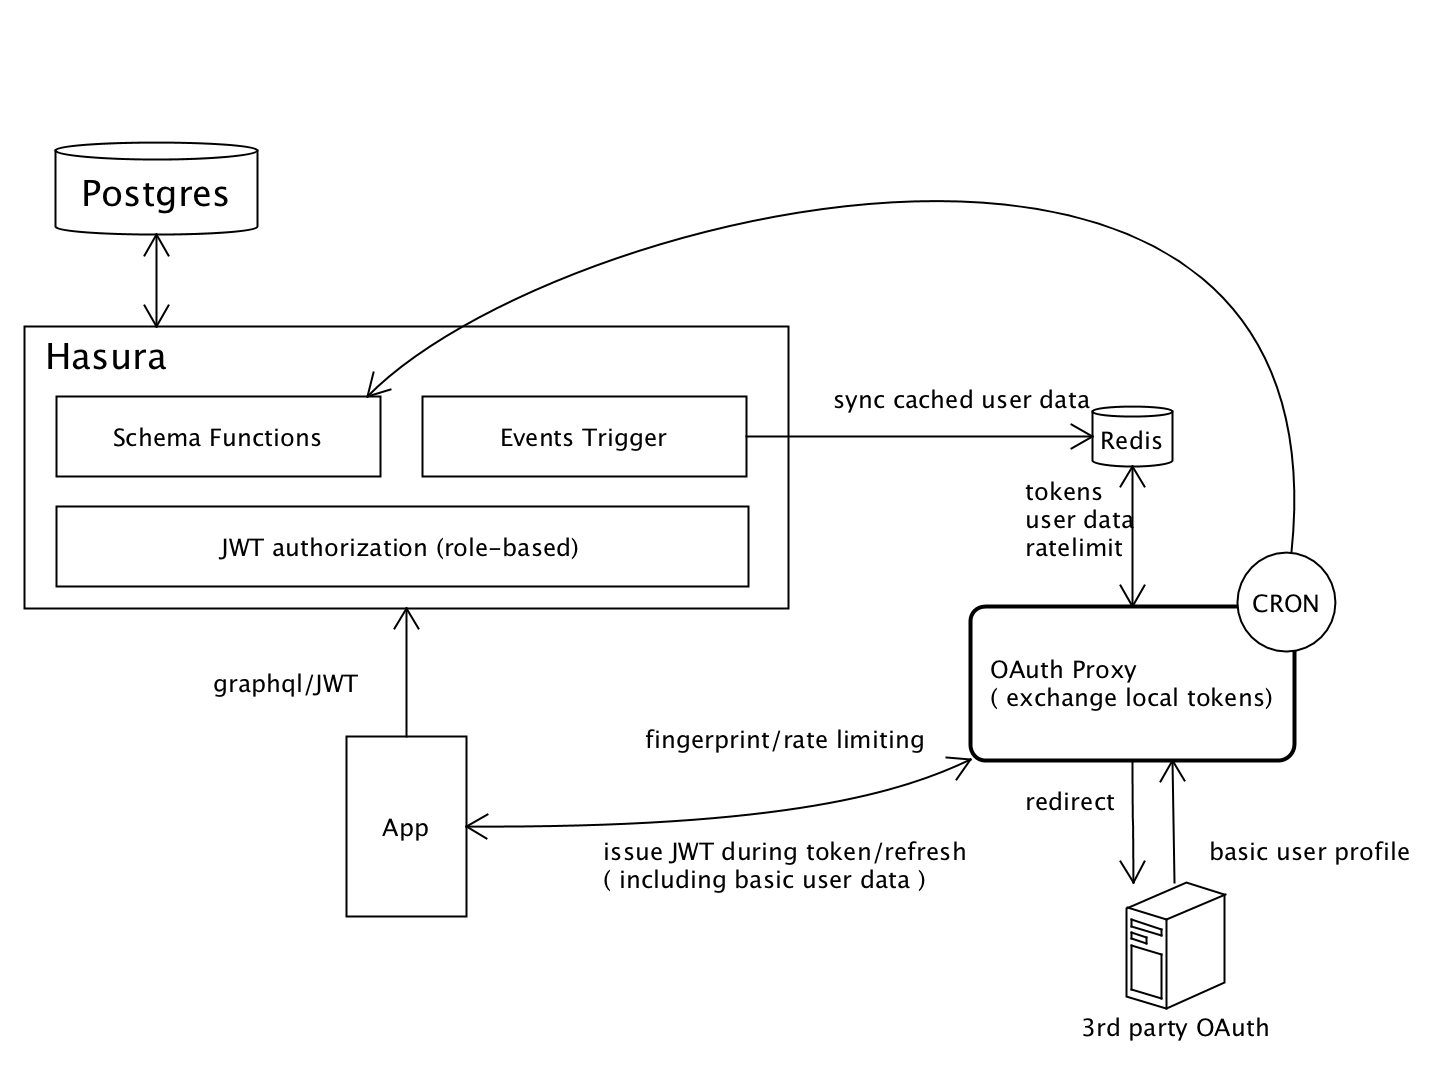 Postgres
Hasura
Schema Functions
Events Trigger
sync cached user data
Redis
JWT authorization (role-based)
tokens
user data
ratelimit
CRON
OAuth Proxy
( exchange local tokens)
graphql/JWT
fingerprint/rate limiting
App
redirect
issue JWT during token/refresh
( including basic user data )
basic user profile
3rd party OAuth